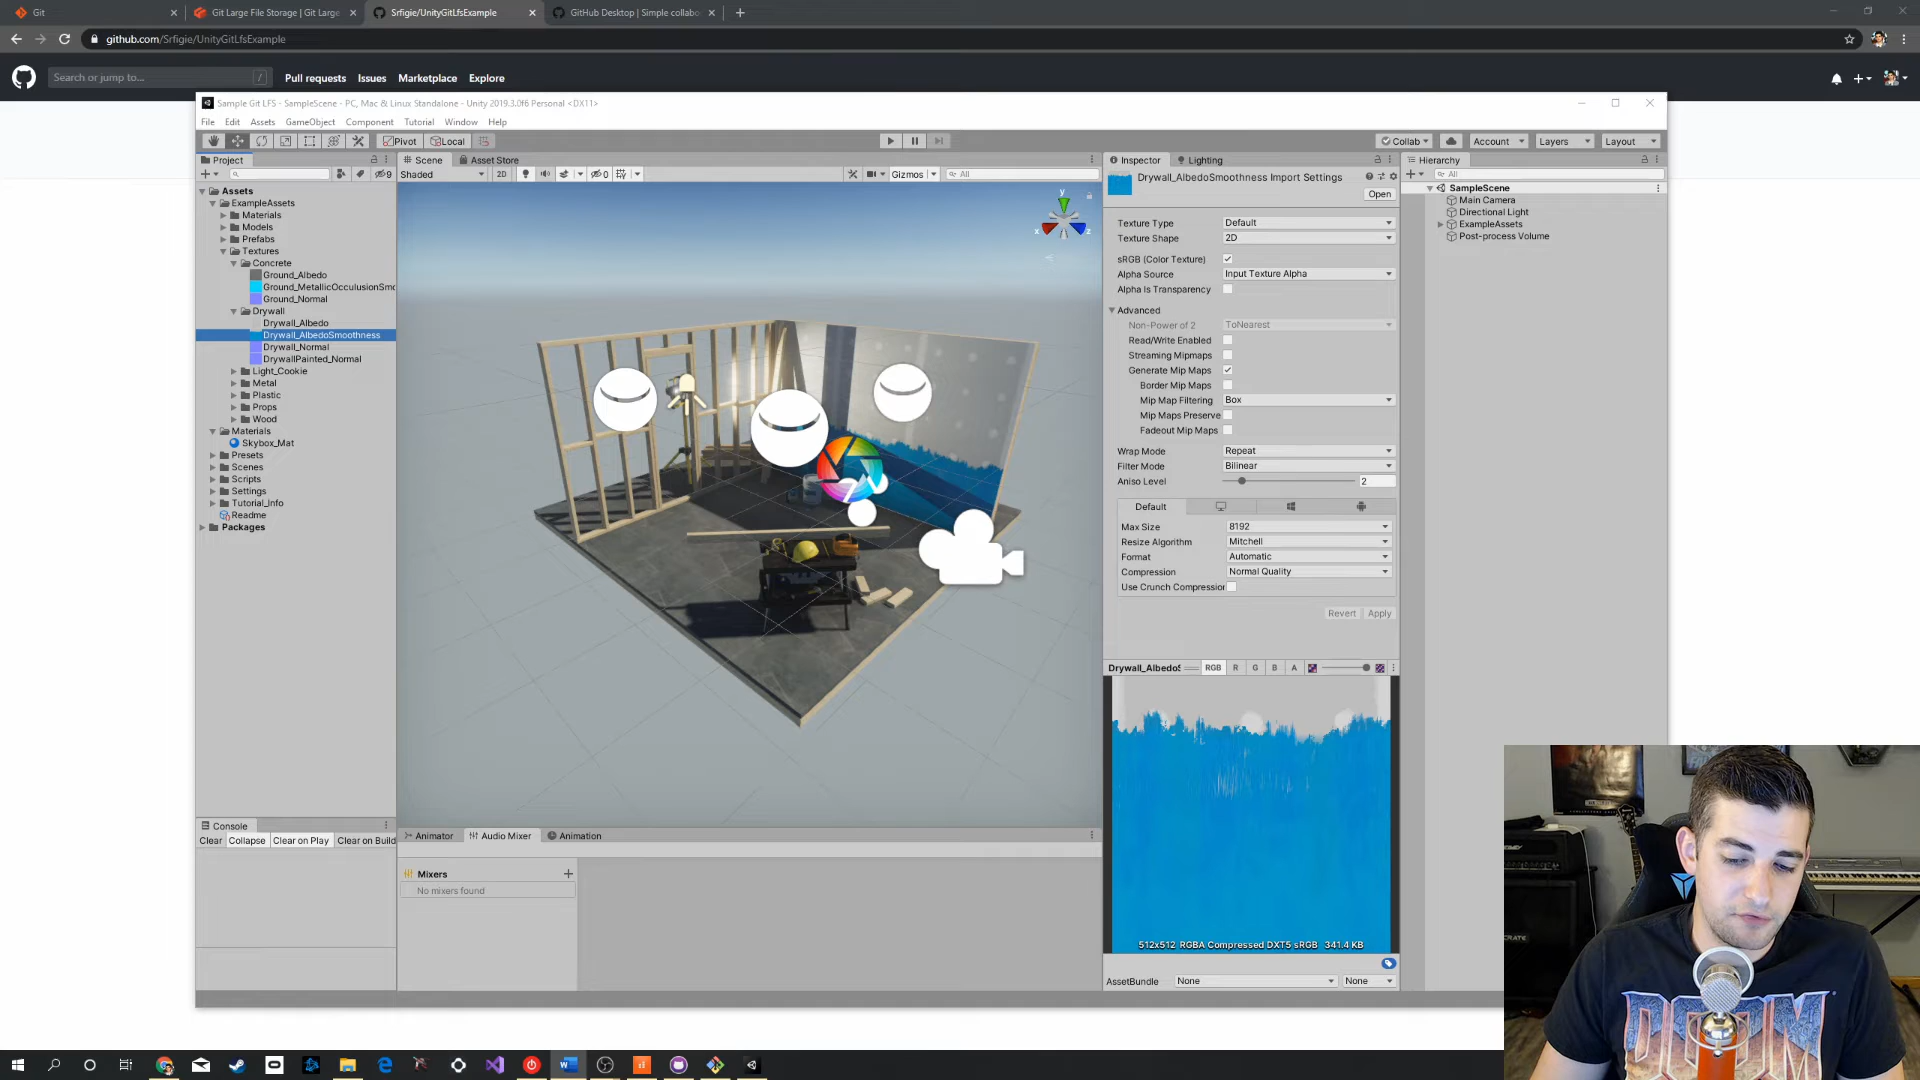 Git
Git Large File Storage | Git Large
Srfigie/UnityGitLfsExample
GitHub Desktop | Simple collabo
github.com/Srfigie/UnityGitLfsExample
Search or jump to...
/
Pull requests
Issues
Marketplace
Explore
Sample Git LFS - SampleScene - PC, Mac & Linux Standalone - Unity 2019.3.0f6 Personal <DX11>
File Edit Assets GameObject Component Tutorial Window Help
Pivot
Local
Collab
Account
Layers
Layout
Project
9
Assets
ExampleAssets
Materials
Models
Prefabs
Textures
Concrete
Ground_Albedo
Ground_MetallicOcculusionSmo
Ground_Normal
Drywall
Drywall_Albedo
Drywall_AlbedoSmoothness
Drywall_Normal
DrywallPainted_Normal
Light_Cookie
Metal
Plastic
Props
Wood
Materials
Skybox_Mat
Presets
Scenes
Scripts
Settings
Tutorial_Info
Readme
Packages
Console
Clear Collapse Clear on Play Clear on Build
Scene
Asset Store
Shaded
2D
0
Gizmos
All
y
x
z
Animator
Audio Mixer
Animation
Mixers
No mixers found
Inspector
Lighting
Drywall_AlbedoSmoothness Import Settings
Open
Texture Type Default
Texture Shape 2D
sRGB (Color Texture)
Alpha Source Input Texture Alpha
Alpha Is Transparency
Advanced
Non-Power of 2 ToNearest
Read/Write Enabled
Streaming Mipmaps
Generate Mip Maps
Border Mip Maps
Mip Map Filtering Box
Mip Maps Preserve
Fadeout Mip Maps
Wrap Mode Repeat
Filter Mode Bilinear
Aniso Level 2
Default
Max Size 8192
Resize Algorithm Mitchell
Format Automatic
Compression Normal Quality
Use Crunch Compression
Revert Apply
Drywall_AlbedoS
RGB R G B A
512x512 RGBA Compressed DXT5 sRGB 341.4 KB
AssetBundle None None
Hierarchy
All
SampleScene
Main Camera
Directional Light
ExampleAssets
Post-process Volume
DOOM